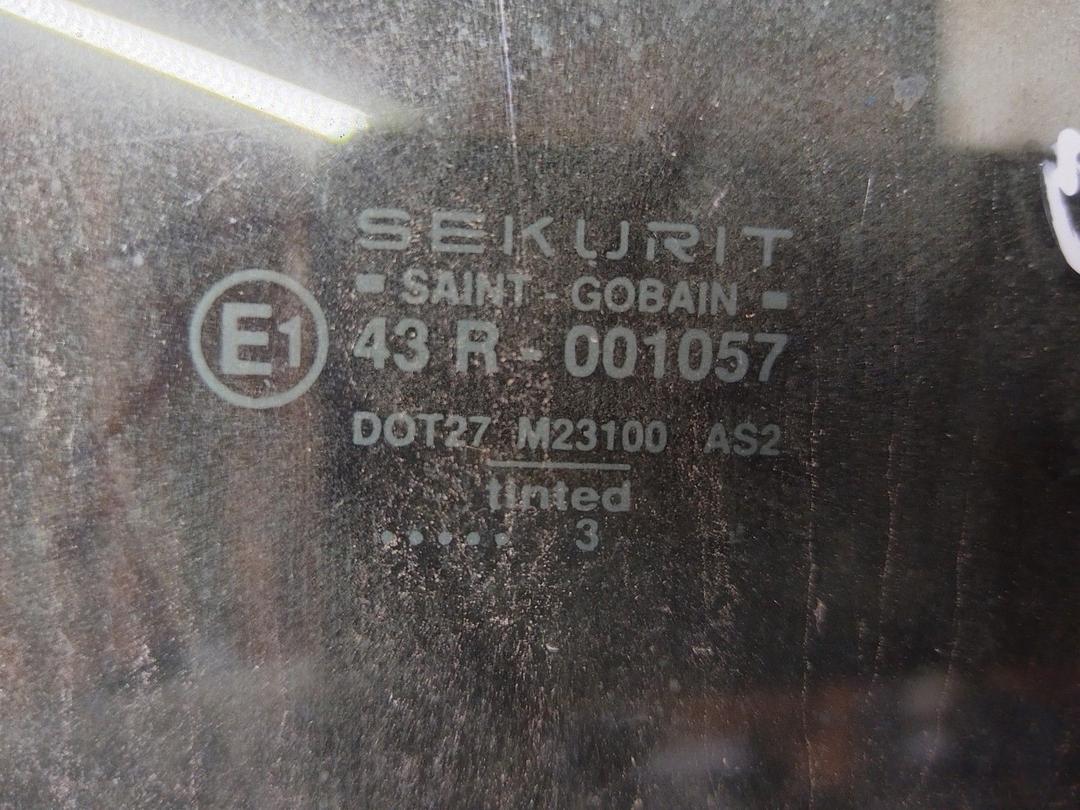 SEKURIT
SAINT-GOBAIN
E1 43 R - 001057
DOT27 M23100 AS2
tinted
..... 3